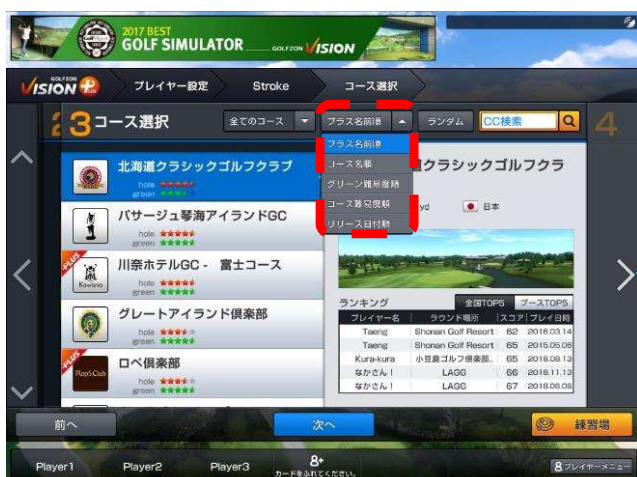 2017 BEST
GOLF SIMULATOR
GOLFZON VISION
GOLFZON
VISION PLUS
プレイヤー設定
Stroke
コース選択
3 コース選択
全てのコース
プラス名前順
ランダム
CC検索
4
プラス名前順
コース名順
グリーン難易度順
コース難易度順
リリース日付順
北海道クラシックゴルフクラブ
hole
green
パサージュ琴海アイランドGC
hole
green
PLUS
川奈ホテルGC - 富士コース
Kawana
hole
green
グレートアイランド倶楽部
hole
green
PLUS
ロペ倶楽部
Rope Club
hole
green
道クラシックゴルフクラ
yd
日本
ランキング
全国TOP5
ブースTOP5
プレイヤー名 ラウンド場所 スコア プレイ日時
Taeng Shonan Golf Resort 62 2016.03.14
Taeng Shonan Golf Resort 65 2015.05.06
Kura-kura 小豆島ゴルフ倶楽部.. 65 2016.08.13
なかさん! LAGG 66 2016.11.13
なかさん! LAGG 67 2016.06.06
前へ
次へ
練習場
Player1
Player2
Player3
8+
カードをふれてください。
プレイヤーメニュー